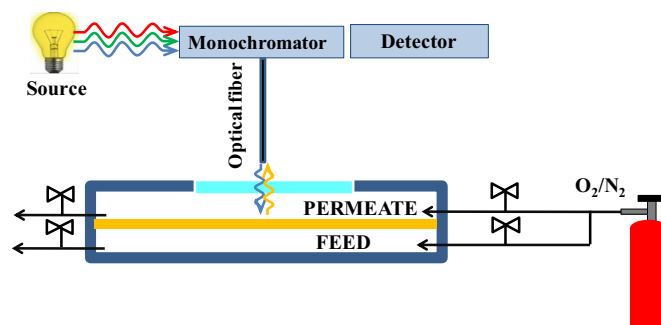 Monochromator
Detector
Source
Optical fiber
O₂/N₂
PERMEATE
FEED